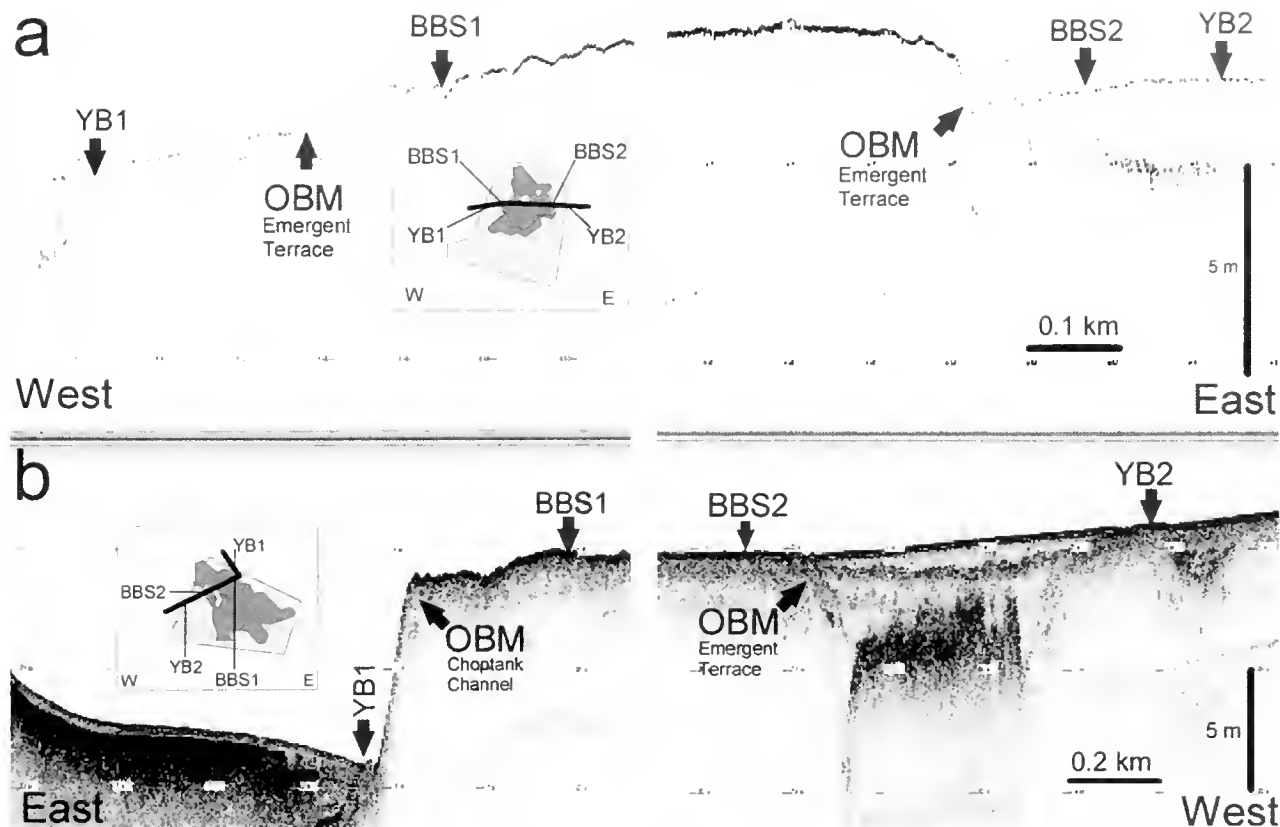 a
BBS1
BBS2
YB2
YB1
OBM
Emergent
Terrace
BBS1
BBS2
YB1
YB2
W
E
OBM
Emergent
Terrace
5 m
0.1 km
West
East
b
BBS1
BBS2
YB2
YB1
BBS2
YB2
BBS1
W
E
YB1
OBM
Choptank
Channel
OBM
Emergent
Terrace
5 m
0.2 km
East
West